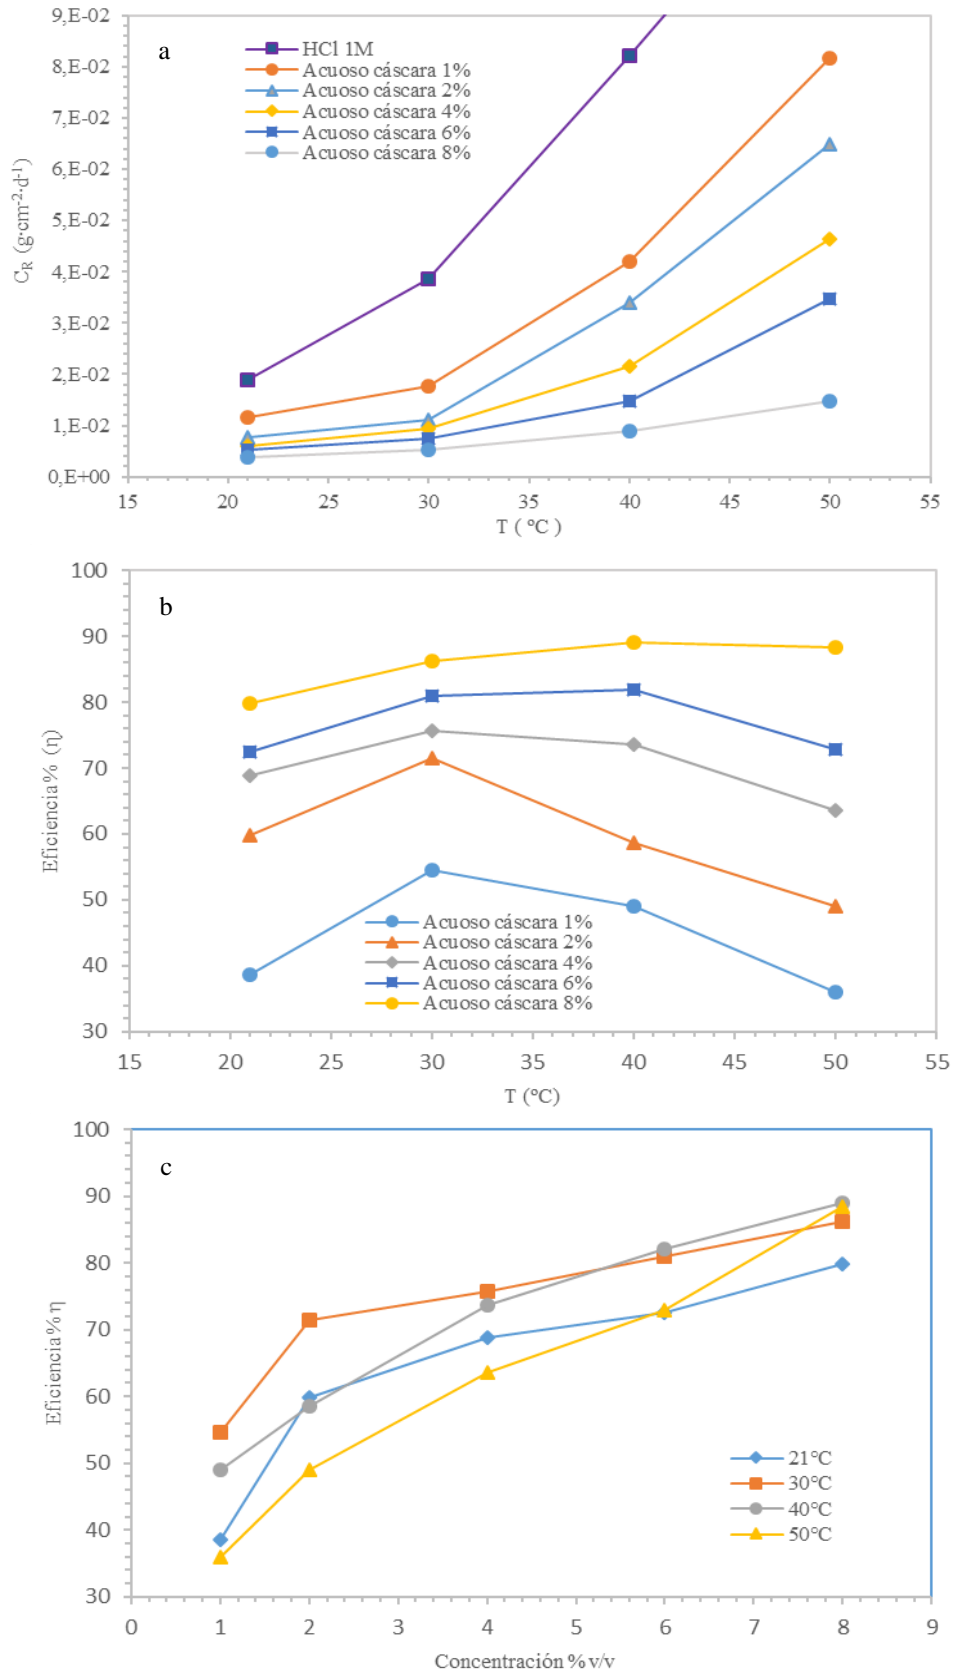 a
9,E-02
8,E-02
7,E-02
6,E-02
5,E-02
4,E-02
3,E-02
2,E-02
1,E-02
0,E+00
C_R (g·cm⁻²·d⁻¹)
HCl 1M
Acuoso cáscara 1%
Acuoso cáscara 2%
Acuoso cáscara 4%
Acuoso cáscara 6%
Acuoso cáscara 8%
15 20 25 30 35 40 45 50 55
T ( °C )
b
100
90
80
70
60
50
40
30
Eficiencia% (η)
Acuoso cáscara 1%
Acuoso cáscara 2%
Acuoso cáscara 4%
Acuoso cáscara 6%
Acuoso cáscara 8%
15 20 25 30 35 40 45 50 55
T (°C)
c
100
90
80
70
60
50
40
30
Eficiencia% η
21°C
30°C
40°C
50°C
0 1 2 3 4 5 6 7 8 9
Concentración % v/v